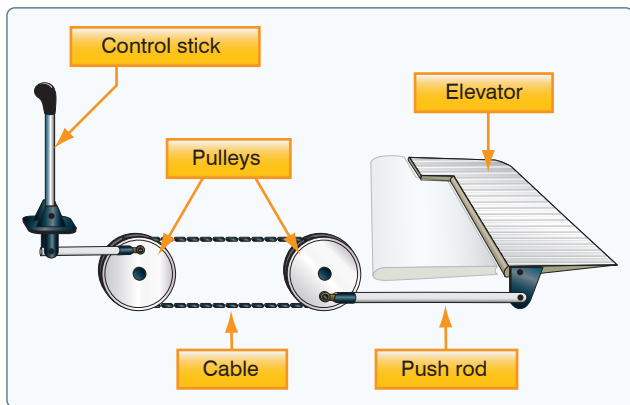 Control stick
Elevator
Pulleys
Cable
Push rod